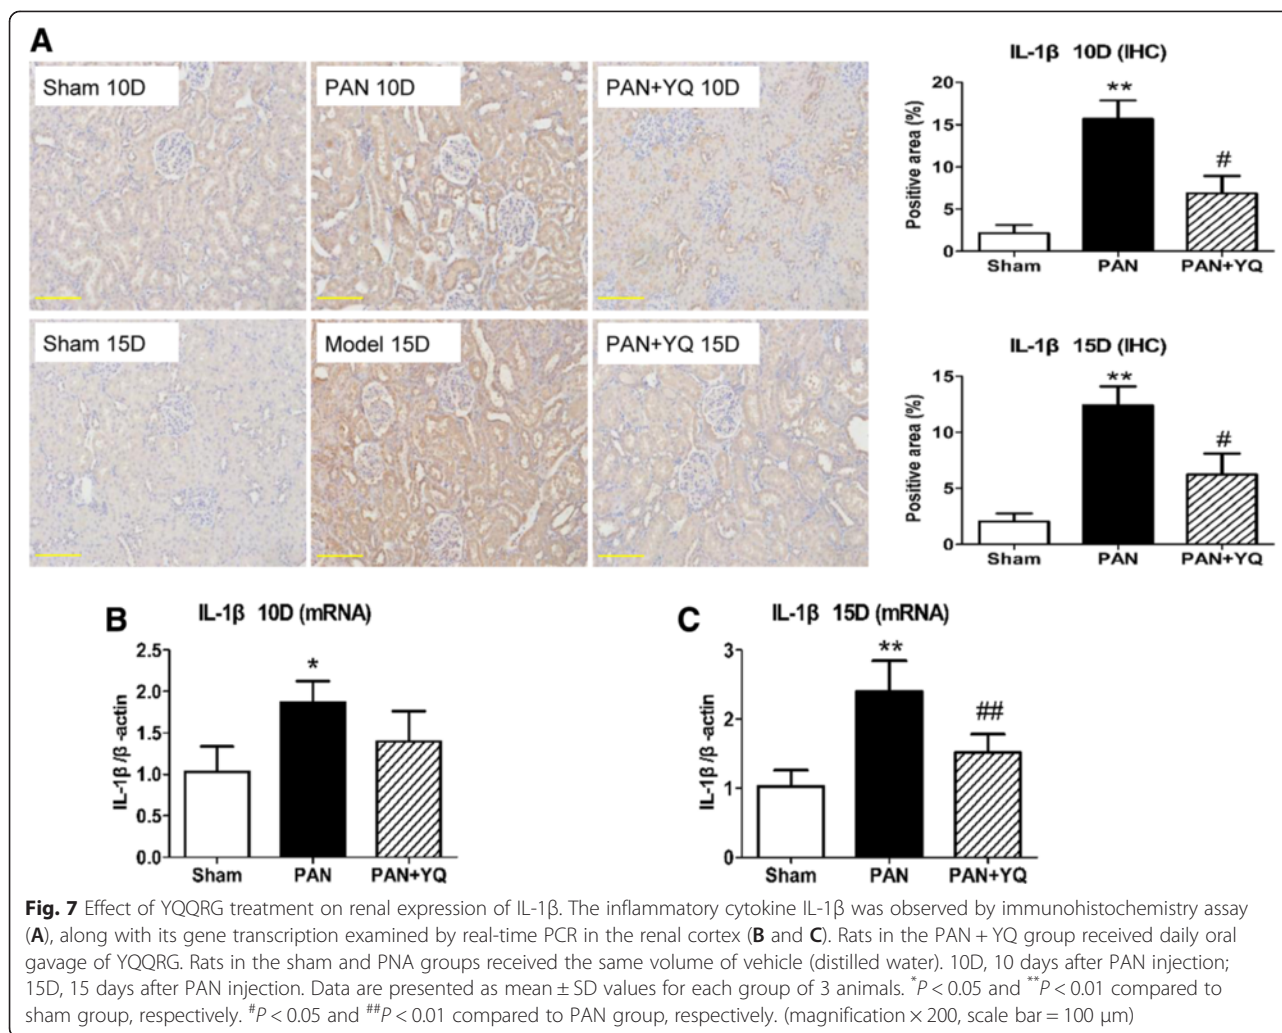 A
Sham 10D
PAN 10D
PAN+YQ 10D
Sham 15D
Model 15D
PAN+YQ 15D
IL-1β 10D (IHC)
Positive area (%)
20
15
10
5
0
**
#
Sham PAN PAN+YQ
IL-1β 15D (IHC)
Positive area (%)
15
10
5
0
**
#
Sham PAN PAN+YQ
B
IL-1β 10D (mRNA)
IL-1β /β -actin
2.5
2.0
1.5
1.0
0.5
0.0
*
Sham PAN PAN+YQ
C
IL-1β 15D (mRNA)
IL-1β /β -actin
3
2
1
0
**
##
Sham PAN PAN+YQ
Fig. 7 Effect of YQQRG treatment on renal expression of IL-1β. The inflammatory cytokine IL-1β was observed by immunohistochemistry assay
(A), along with its gene transcription examined by real-time PCR in the renal cortex (B and C). Rats in the PAN + YQ group received daily oral
gavage of YQQRG. Rats in the sham and PNA groups received the same volume of vehicle (distilled water). 10D, 10 days after PAN injection;
15D, 15 days after PAN injection. Data are presented as mean ± SD values for each group of 3 animals. *P < 0.05 and **P < 0.01 compared to
sham group, respectively. #P < 0.05 and ##P < 0.01 compared to PAN group, respectively. (magnification × 200, scale bar = 100 μm)